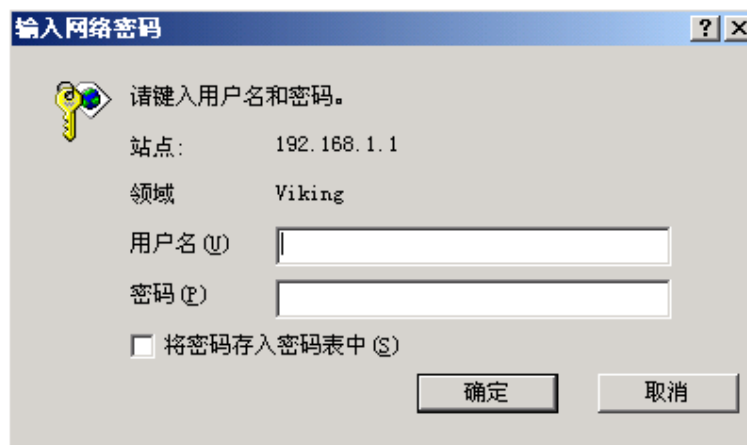 输入网络密码
请键入用户名和密码。
站点: 192.168.1.1
领域 Viking
用户名(U)
密码(P)
将密码存入密码表中(S)
确定 取消